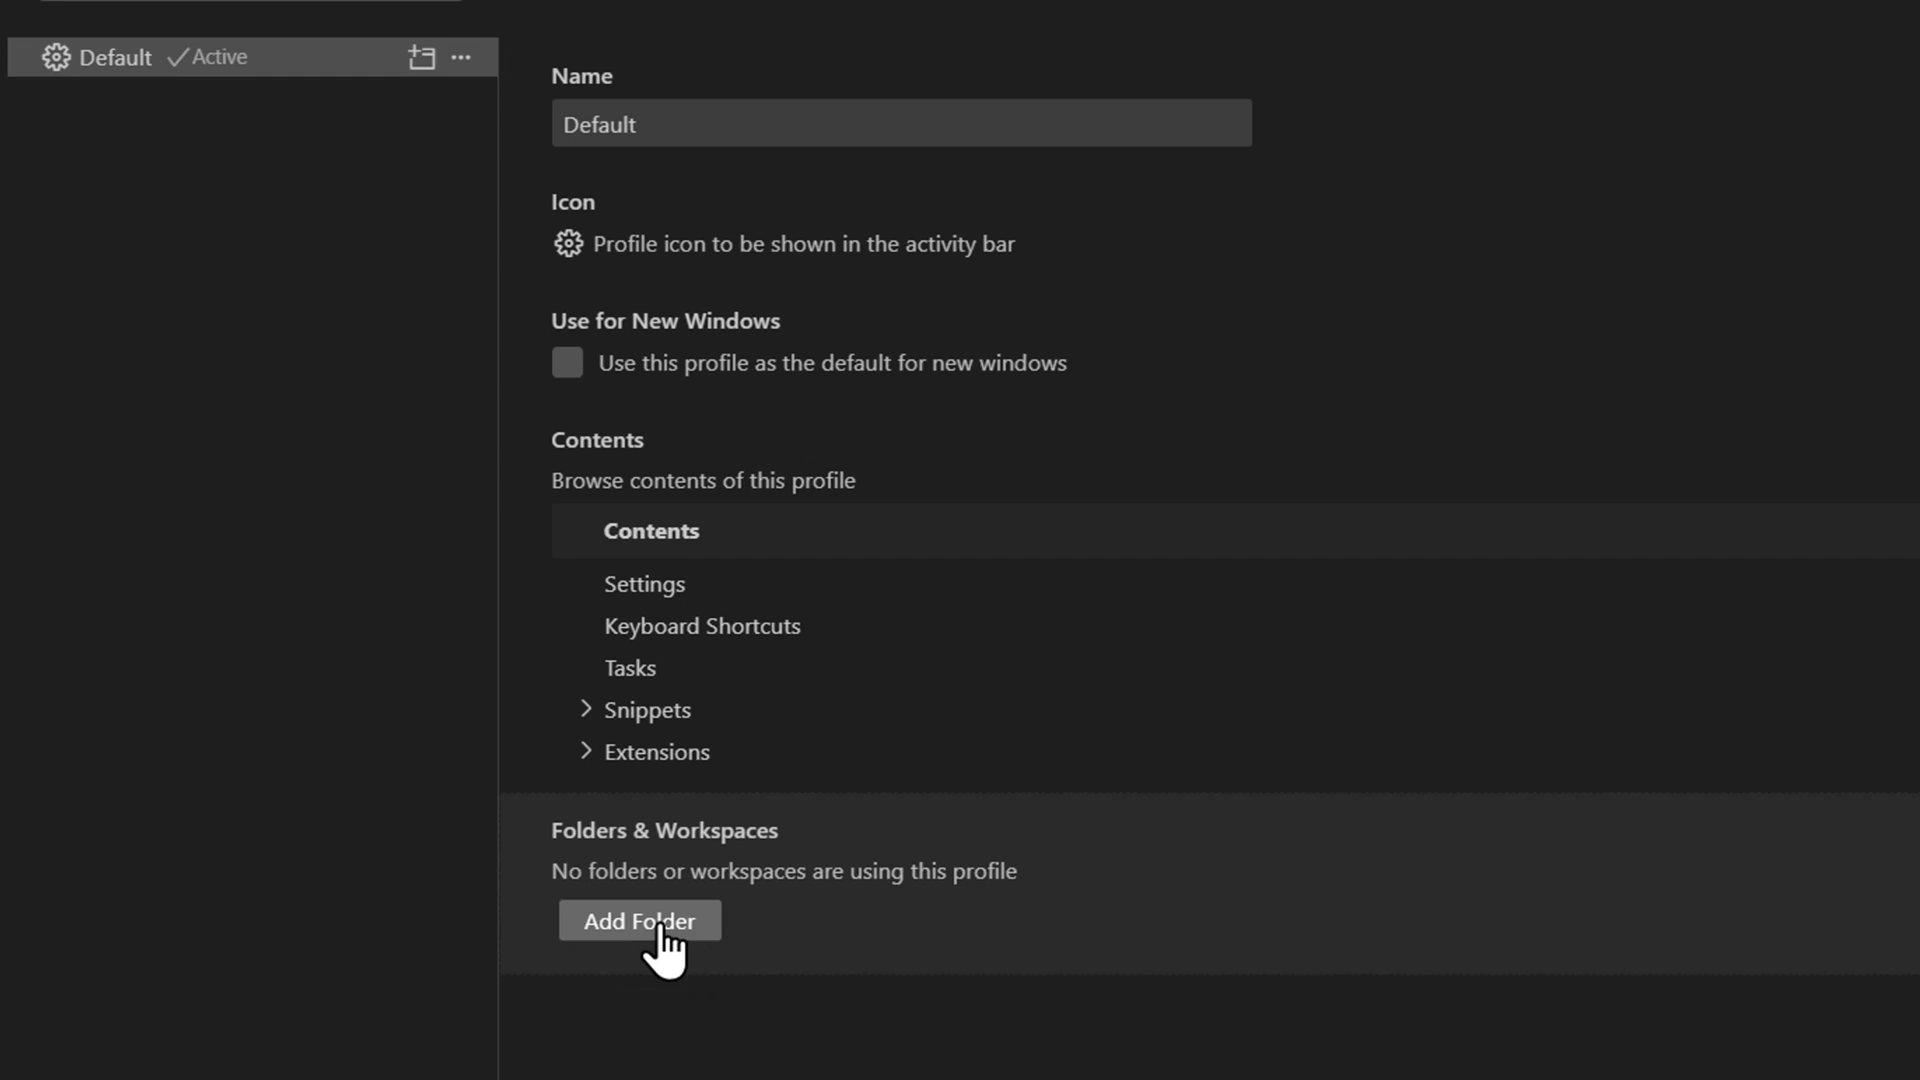 Default Active
Name
Default
Icon
Profile icon to be shown in the activity bar
Use for New Windows
Use this profile as the default for new windows
Contents
Browse contents of this profile
Contents
Settings
Keyboard Shortcuts
Tasks
Snippets
Extensions
Folders & Workspaces
No folders or workspaces are using this profile
Add Folder